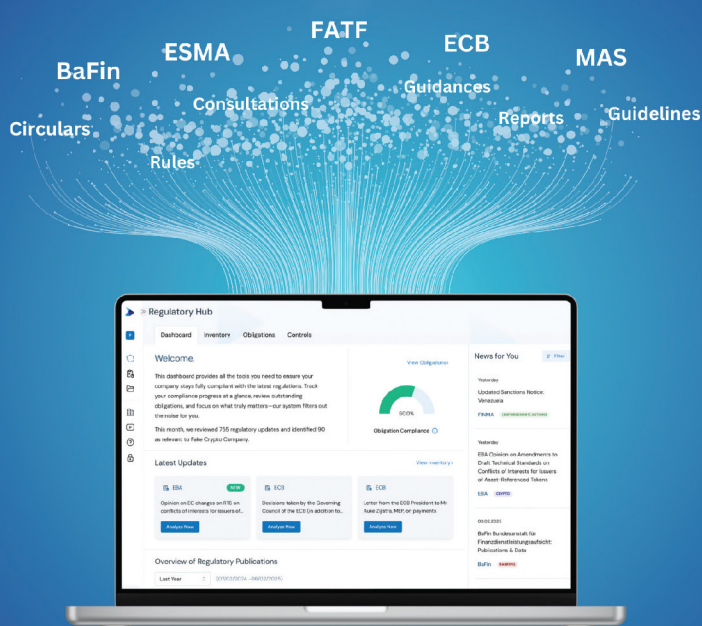 FATF
ESMA
ECB
BaFin
MAS
Guidances
Consultations
Reports
Guidelines
Circulars
Rules
» Regulatory Hub
Dashboard Inventory Obligations Controls
Welcome.
View Obligations›
This dashboard provides all the tools you need to ensure your
company stays fully compliant with the latest regulations. Track
your compliance progress at a glance, review outstanding
obligations, and focus on what truly matters—our system filters out
the noise for you.
This month, we reviewed 755 regulatory updates and identified 90
as relevant to Fake Crypto Company.
50.0%
Obligation Compliance
Latest Updates
View Inventory›
EBA NEW
Opinion on EC changes on RTS on
conflicts of interests for issuers of...
Analyze Now
ECB
Decisions taken by the Governing
Council of the ECB (in addition to...
Analyze Now
ECB
Letter from the ECB President to Mr
MEP, on payments
Analyze Now
Overview of Regulatory Publications
Last Year
News for You
Filter
Yesterday
Updated Sanctions Notice:
Venezuela
FINMA
Yesterday
EBA Opinion on Amendments to
Draft Technical Standards on
Conflicts of Interests for Issuers
of Asset-Referenced Tokens
EBA CRYPTO
BaFin Bundesanstalt für
Finanzdienstleistungsaufsicht:
Publications & Data
BaFin BANKING